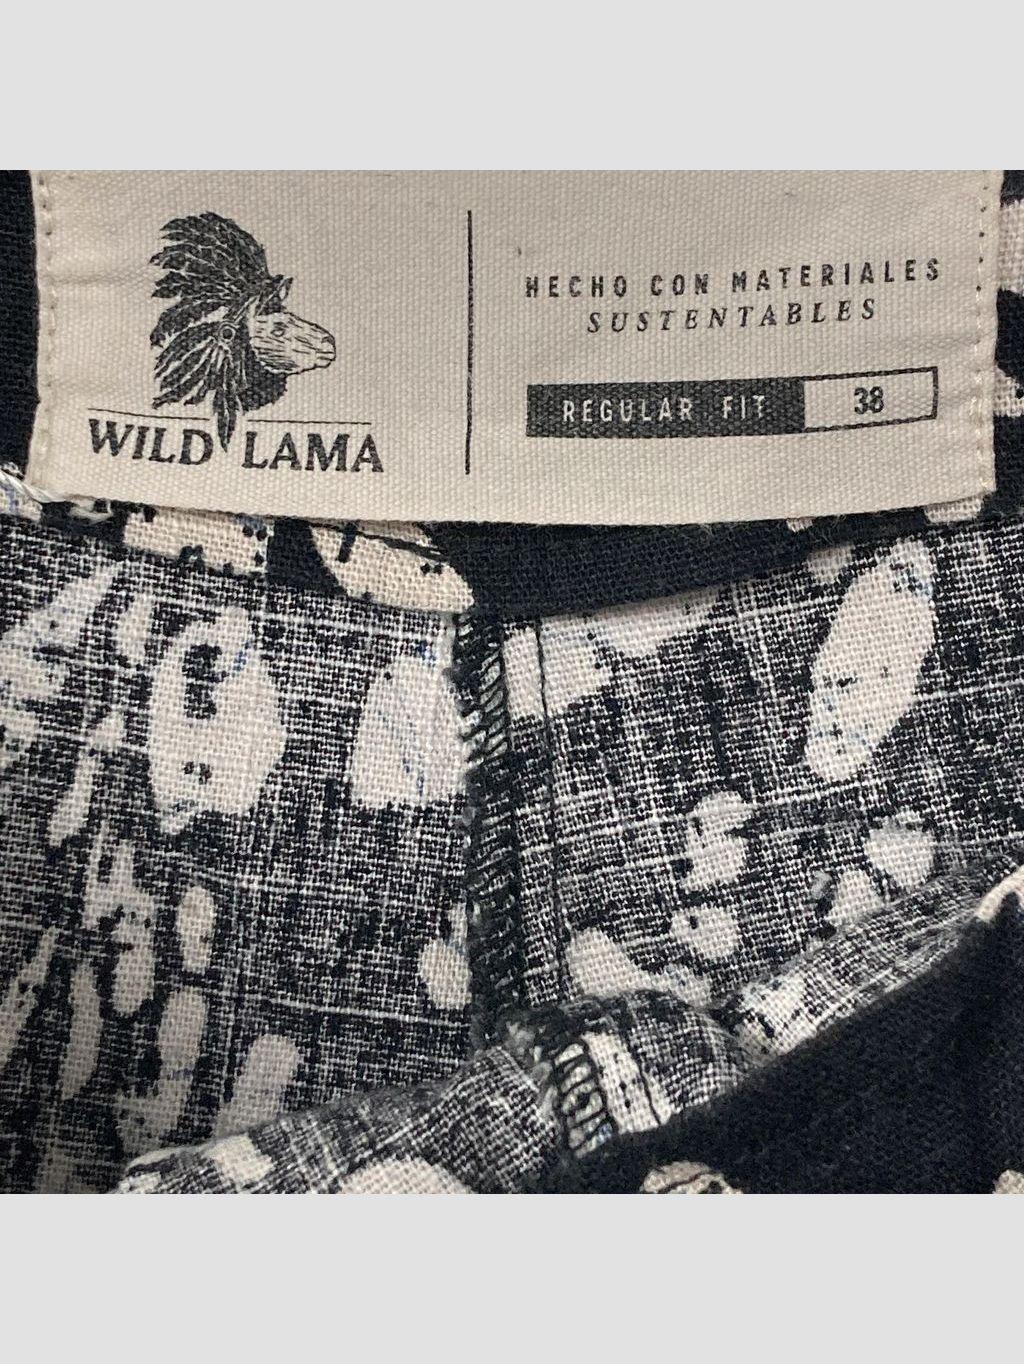 WILD LAMA
HECHO CON MATERIALES
SUSTENTABLES
REGULAR FIT 38